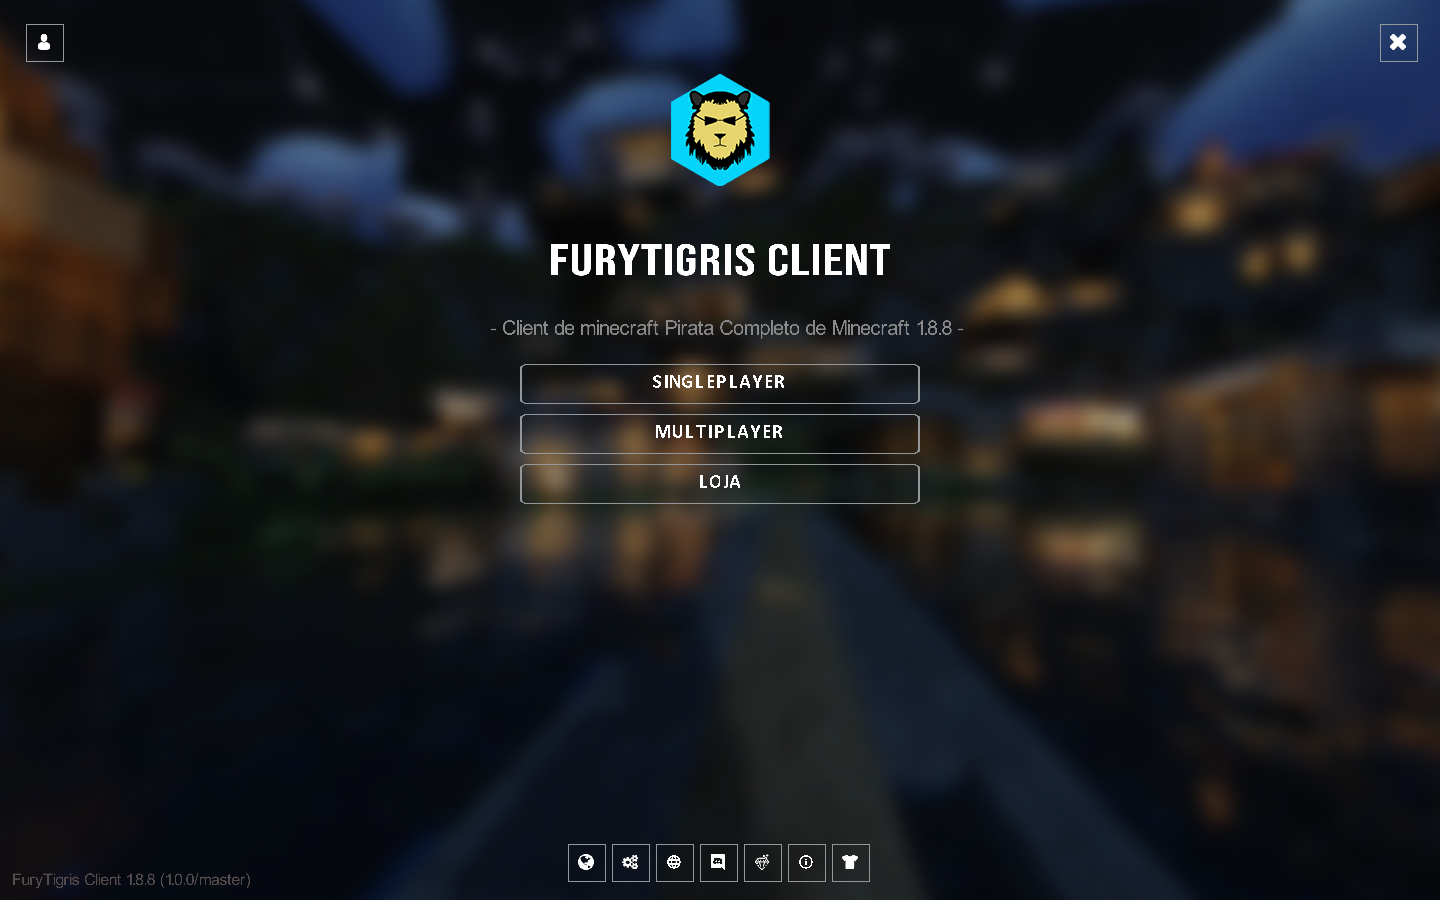 FURYTIGRIS CLIENT
- Client de minecraft Pirata Completo de Minecraft 1.8.8 -
SINGLEPLAYER
MULTIPLAYER
LOJA
FuryTigris Client 1.8.8 (1.0.0/master)